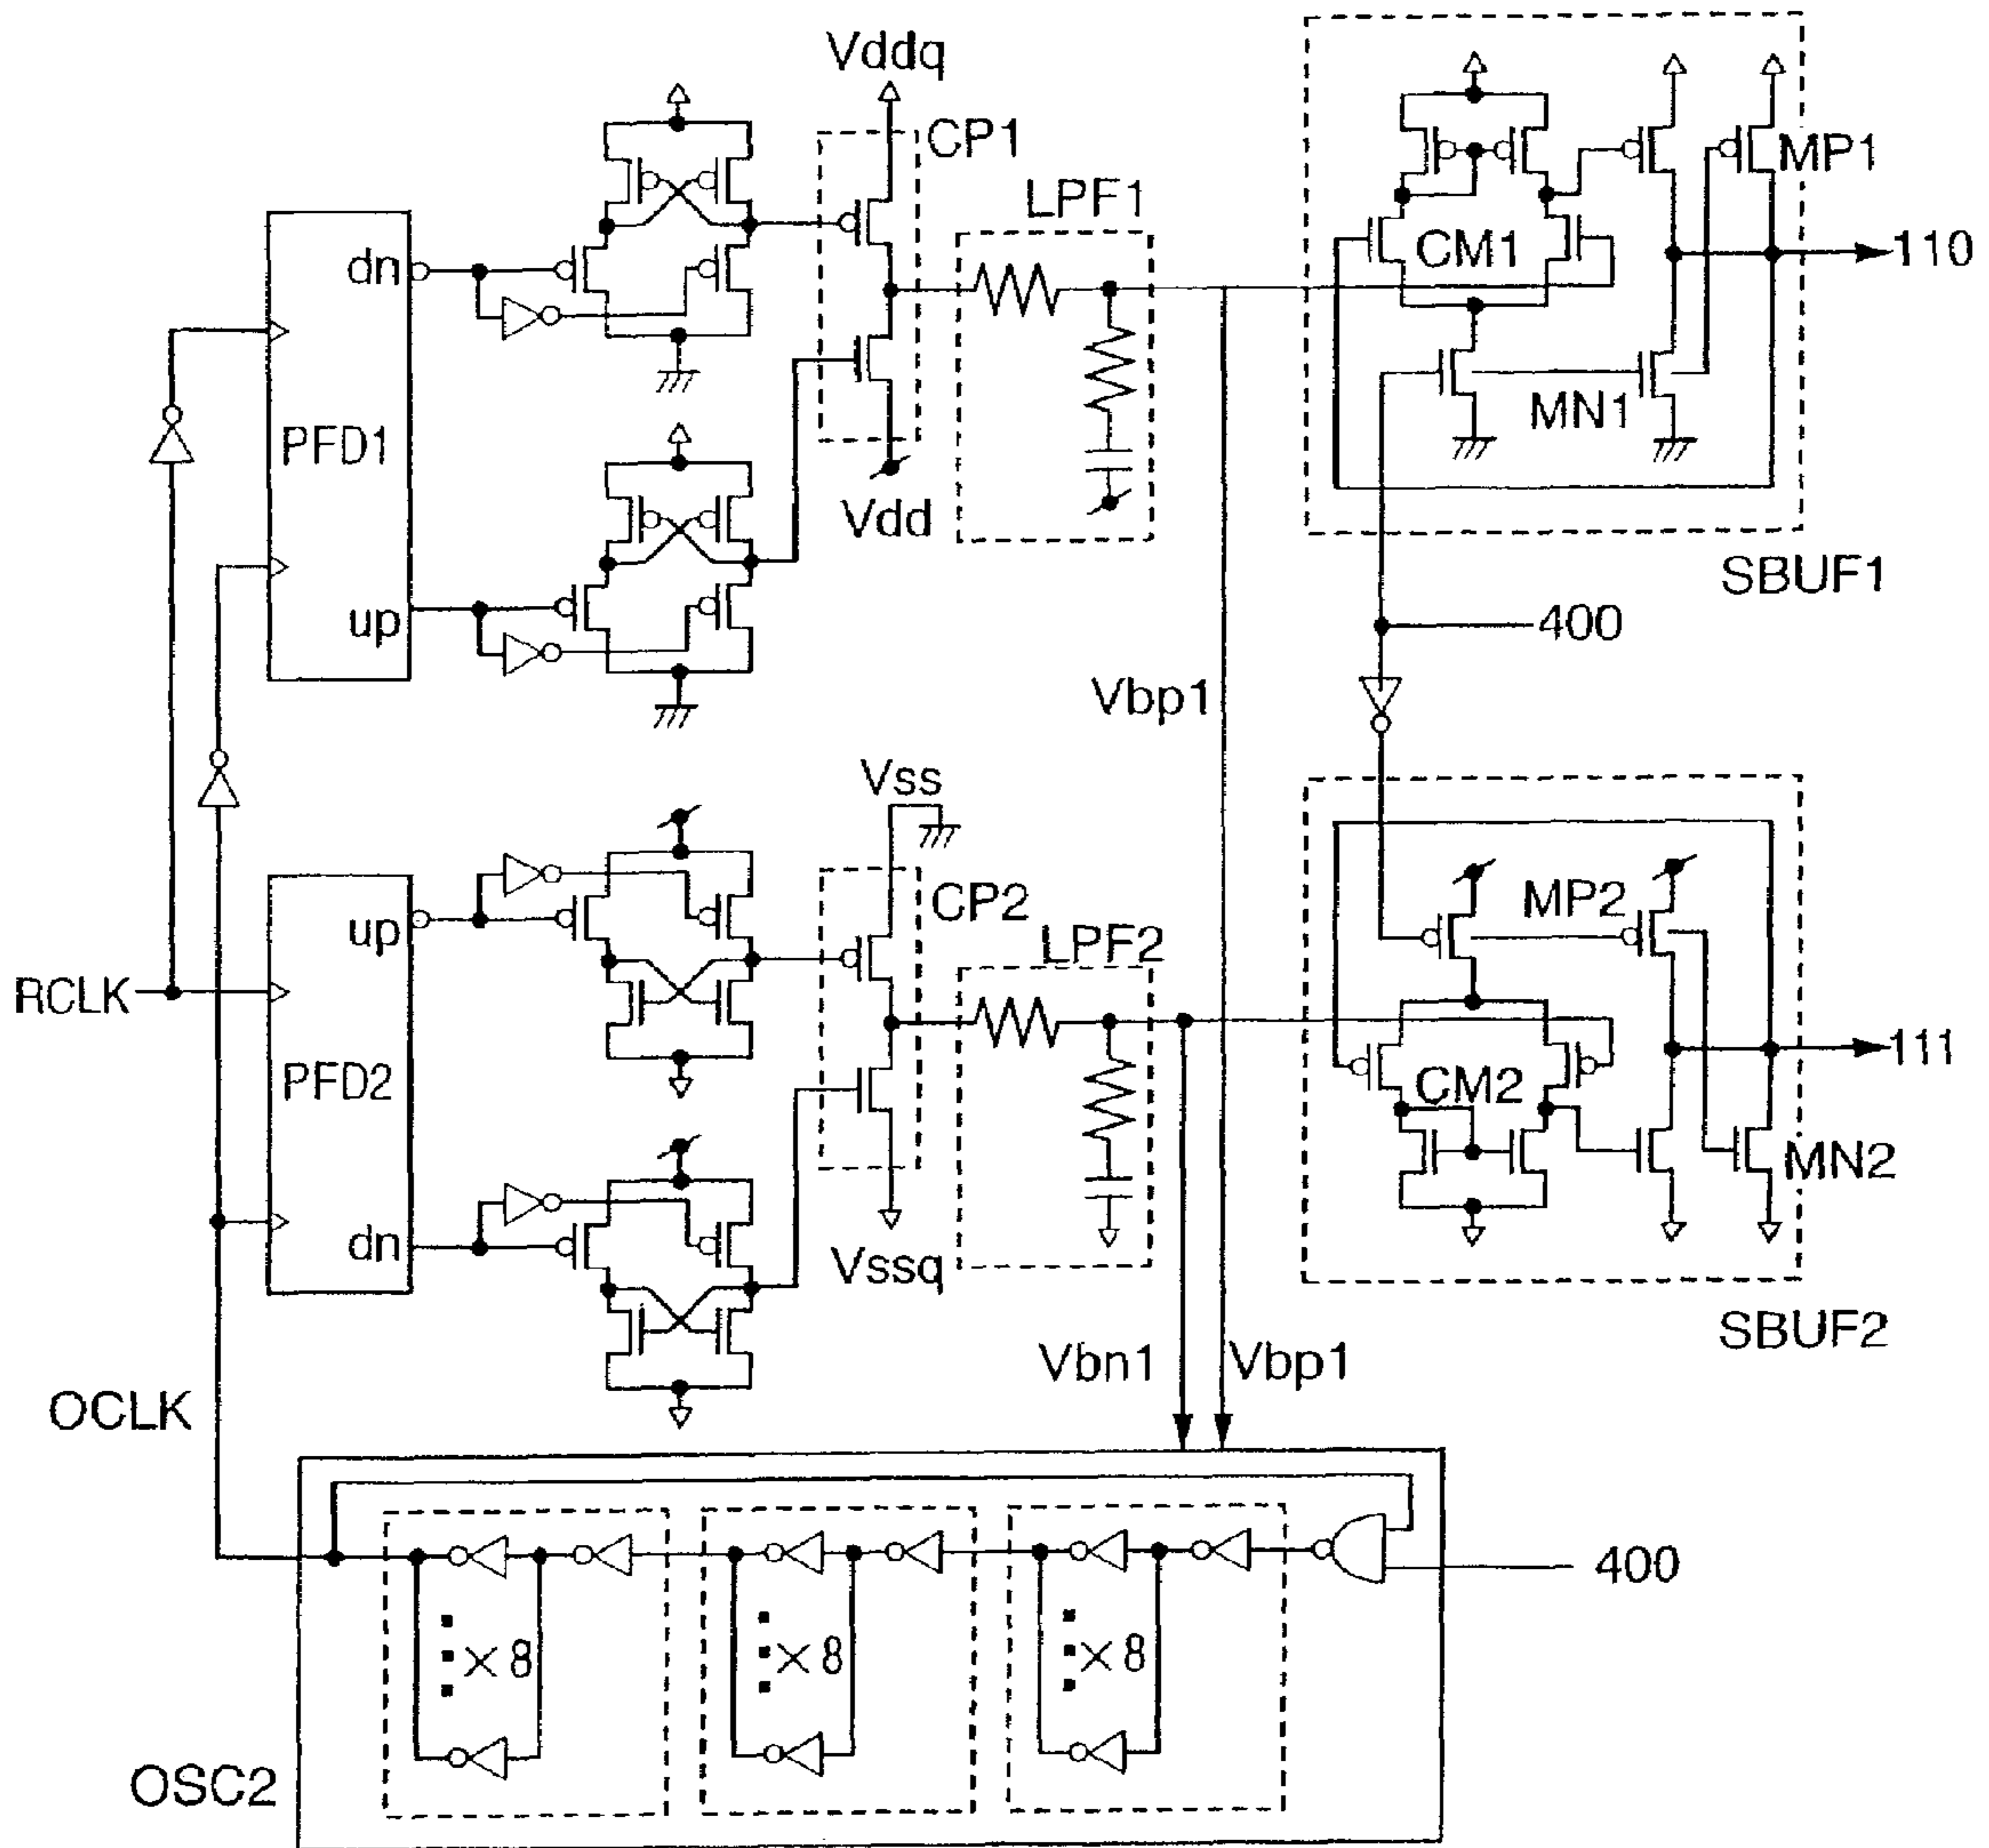 Vddq
CP1
LPF1
dn
PFD1
up
Vdd
CM1
MP1
110
MN1
SBUF1
400
Vbp1
Vss
CP2
LPF2
up
RCLK
PFD2
dn
Vssq
MP2
CM2
111
MN2
SBUF2
Vbn1
Vbp1
OCLK
×8
×8
×8
400
OSC2